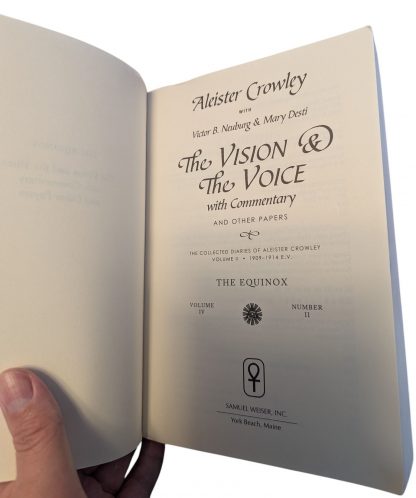 Aleister Crowley
WITH
Victor B. Neuburg & Mary Desti
The VISION &
The VOICE
with Commentary
AND OTHER PAPERS
THE COLLECTED DIARIES OF ALEISTER CROWLEY
VOLUME II • 1909–1914 E.V.
THE EQUINOX
VOLUME
IV
NUMBER
II
SAMUEL WEISER, INC.
York Beach, Maine